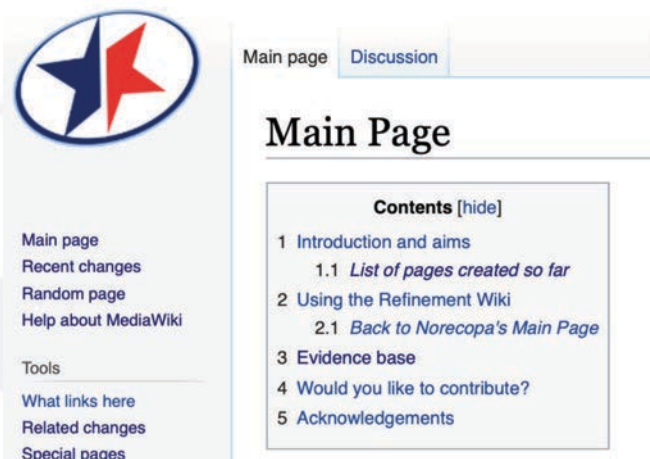 Main page
Discussion
Main Page
Contents [hide]
1 Introduction and aims
1.1 List of pages created so far
2 Using the Refinement Wiki
2.1 Back to Norecopa's Main Page
3 Evidence base
4 Would you like to contribute?
5 Acknowledgements
Main page
Recent changes
Random page
Help about MediaWiki
Tools
What links here
Related changes
Special pages